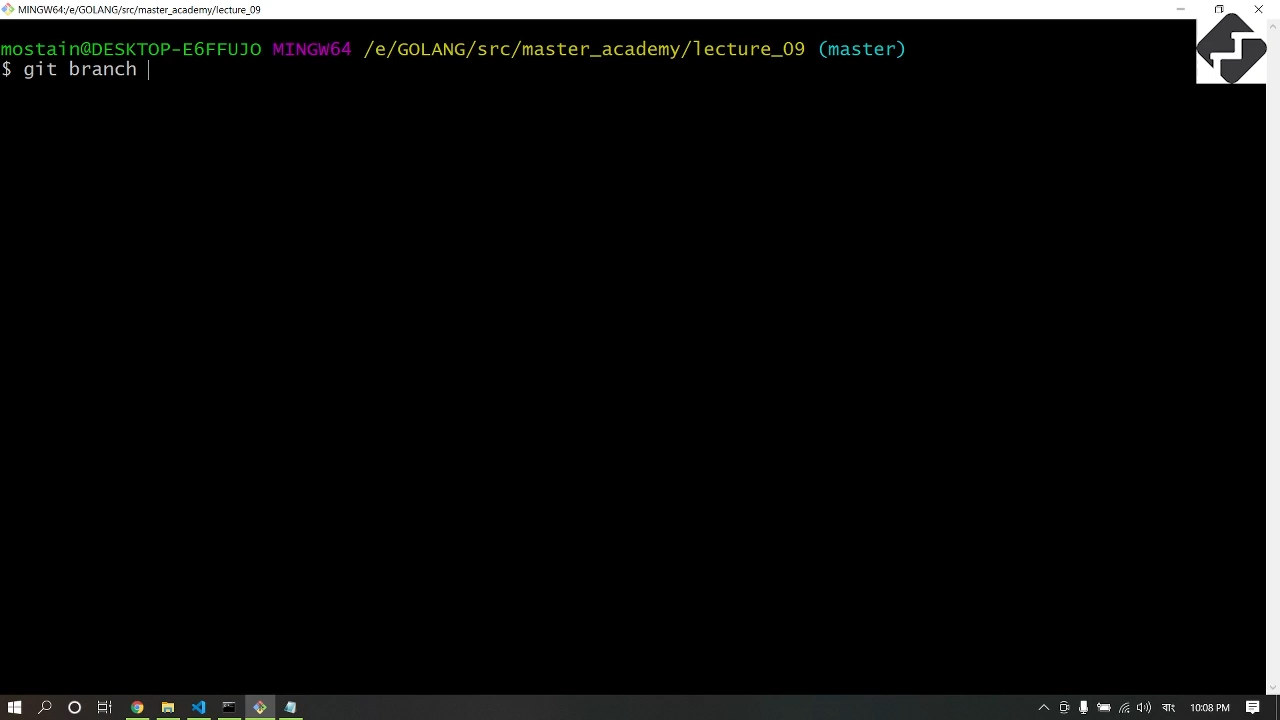 MINGW64:/e/GOLANG/src/master_academy/lecture_09
mostain@DESKTOP-E6FFUJO MINGW64 /e/GOLANG/src/master_academy/lecture_09 (master)
$ git branch
10:08 PM